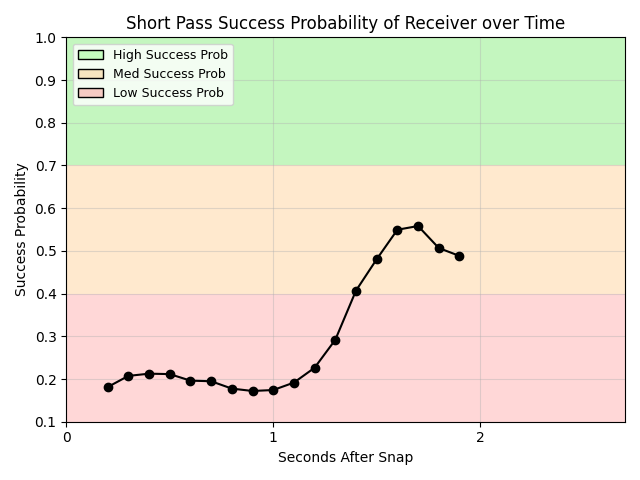 Short Pass Success Probability of Receiver over Time
1.0
High Success Prob
0.9
Med Success Prob
Low Success Prob
0.8
0.7
0.6
Success Probability
0.5
0.4
0.3
0.2
0.1
0
1
2
Seconds After Snap